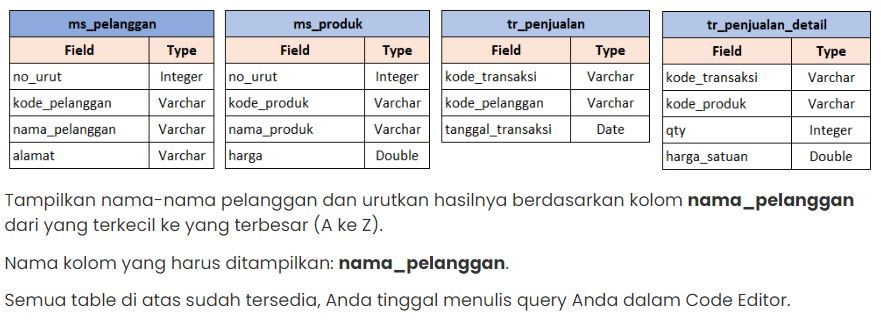 ms_pelanggan
Field Type
no_urut Integer
kode_pelanggan Varchar
nama_pelanggan Varchar
alamat Varchar
ms_produk
Field Type
no_urut Integer
kode_produk Varchar
nama_produk Varchar
harga Double
tr_penjualan
Field Type
kode_transaksi Varchar
kode_pelanggan Varchar
tanggal_transaksi Date
tr_penjualan_detail
Field Type
kode_transaksi Varchar
kode_produk Varchar
qty Integer
harga_satuan Double
Tampilkan nama-nama pelanggan dan urutkan hasilnya berdasarkan kolom nama_pelanggan
dari yang terkecil ke yang terbesar (A ke Z).
Nama kolom yang harus ditampilkan: nama_pelanggan.
Semua table di atas sudah tersedia, Anda tinggal menulis query Anda dalam Code Editor.